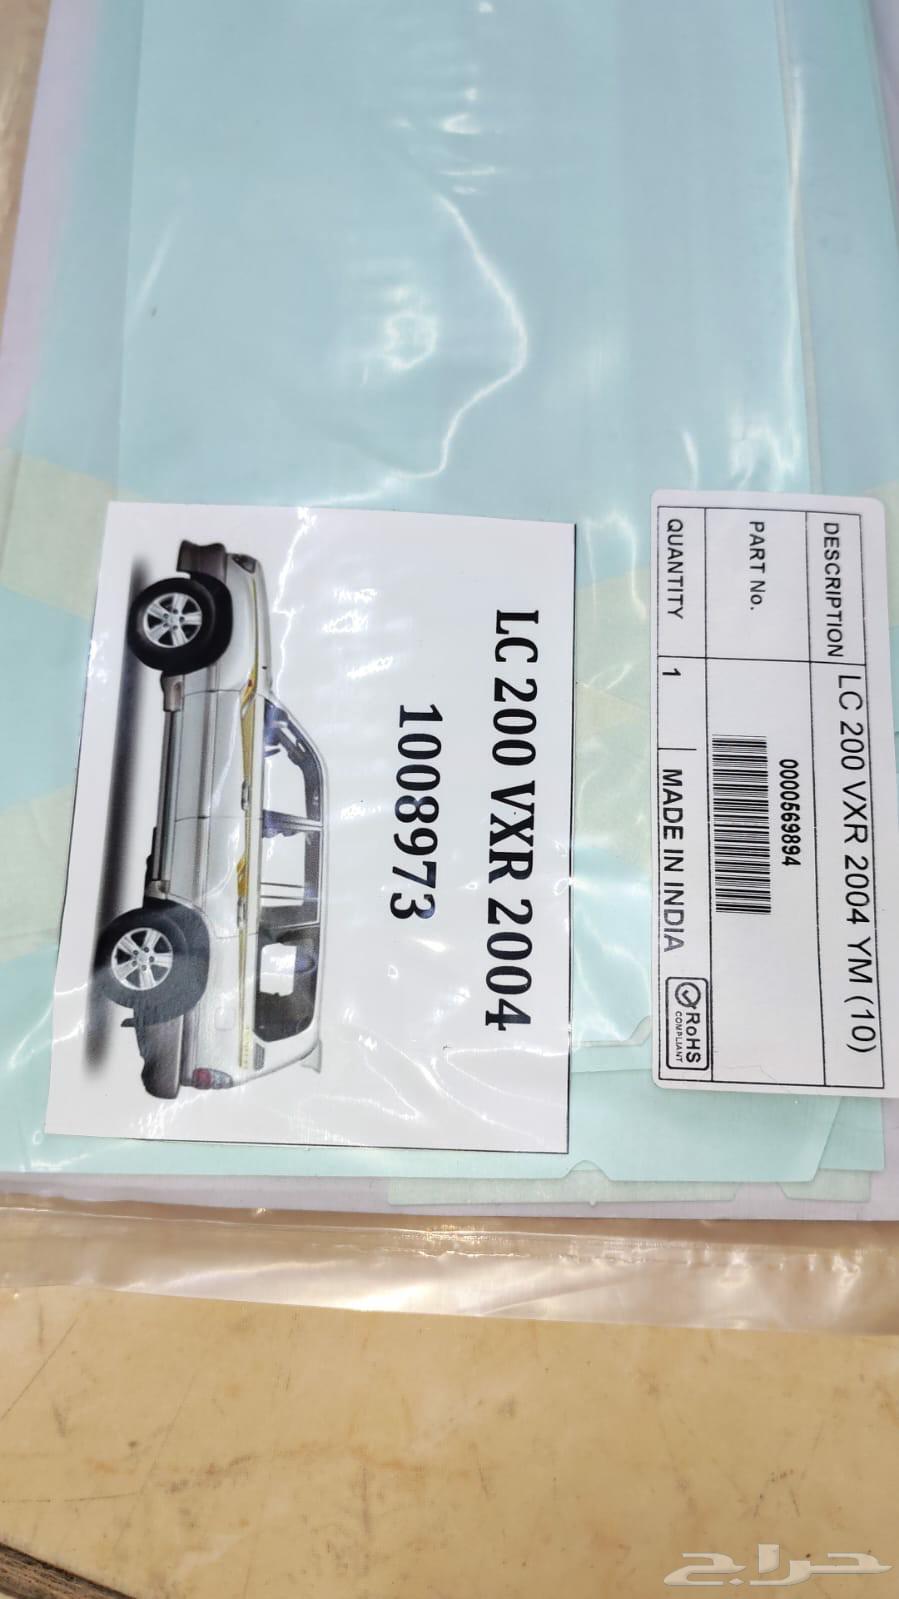 LC 200 VXR 2004
1008973
DESCRIPTION LC 200 VXR 2004 YM (10)
PART No. 0000569894
QUANTITY 1 MADE IN INDIA RoHS
COMPLIANT
حراج